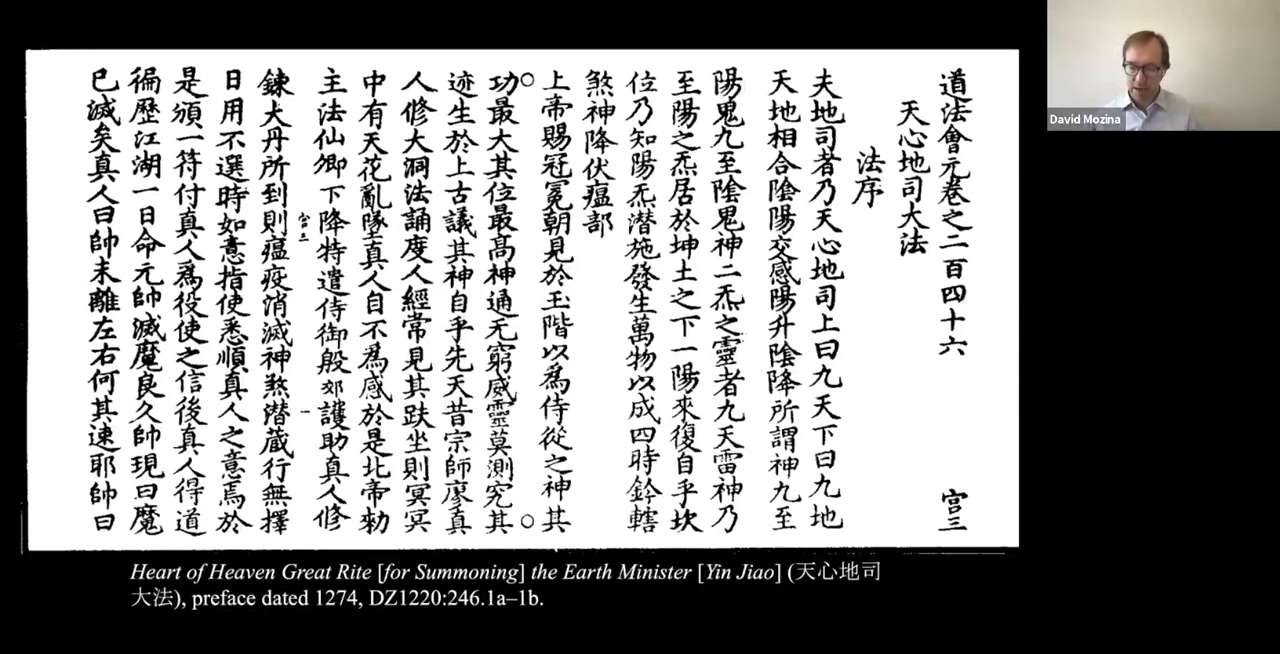 道法會元卷之二百四十六 宫三
天心地司大法
法序
夫地司者乃天心地司上曰九天下曰九地
天地相合陰陽交感陽升陰降所謂神九至
陽鬼九至陰鬼神二炁之靈者九天雷神乃
至陽之炁居於坤土之下一陽來復自乎坎
位乃知陽炁潜施發生萬物以成四時鈐轄
煞神降伏瘟部
上帝賜冠冕朝見於玉階以爲侍從之神其
功最大其位最高神通无窮威靈莫測究其
迹生於上古議其神自乎先天昔宗師廖真
人修大洞法誦度人經常見其趺坐則冥冥
中有天花亂墜真人自不爲感於是北帝勑
主法仙卿下降特遣侍御殷郊護助真人修
宫三 一
鍊大丹所到則瘟疫消滅神煞潜藏行無擇
日用不選時如意指使悉順真人之意焉於
是頒一符付真人爲役使之信後真人得道
徧歷江湖一日命元帥滅魔良久帥現曰魔
已滅矣真人曰帥未離左右何其速耶帥曰
Heart of Heaven Great Rite [for Summoning] the Earth Minister [Yin Jiao] (天心地司
大法), preface dated 1274, DZ1220:246.1a–1b.
David Mozina